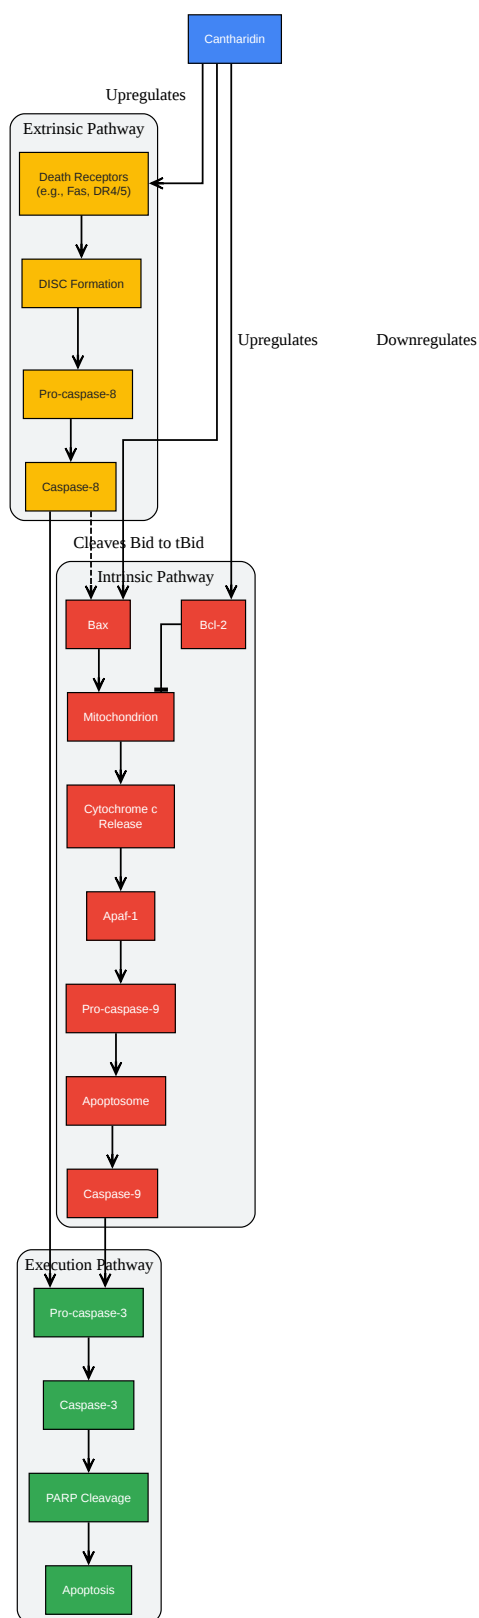 Cantharidin
Upregulates
Extrinsic Pathway
Death Receptors
(e.g., Fas, DR4/5)
DISC Formation
Upregulates
Downregulates
Pro-caspase-8
Caspase-8
Cleaves Bid to tBid
Intrinsic Pathway
Bax
Bcl-2
Mitochondrion
Cytochrome c
Release
Apaf-1
Pro-caspase-9
Apoptosome
Caspase-9
Execution Pathway
Pro-caspase-3
Caspase-3
PARP Cleavage
Apoptosis